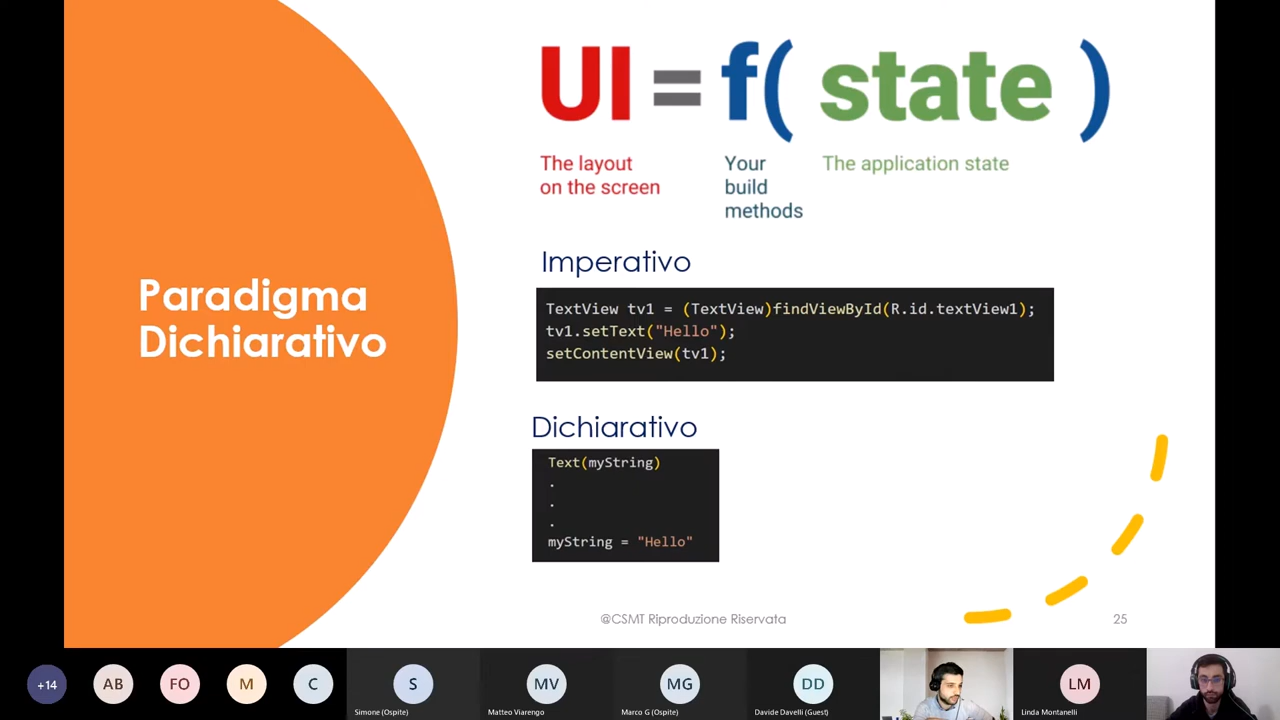 UI = f( state )
The layout
on the screen
Your
build
methods
The application state
Paradigma
Dichiarativo
Imperativo
TextView tv1 = (TextView)findViewById(R.id.textView1);
tv1.setText("Hello");
setContentView(tv1);
Dichiarativo
Text(myString)
.
.
.
myString = "Hello"
@CSMT Riproduzione Riservata
25
+14
AB
FO
M
C
S
Simone (Ospite)
MV
Matteo Viarengo
MG
Marco G (Ospite)
DD
Davide Davelli (Guest)
LM
Linda Montanelli